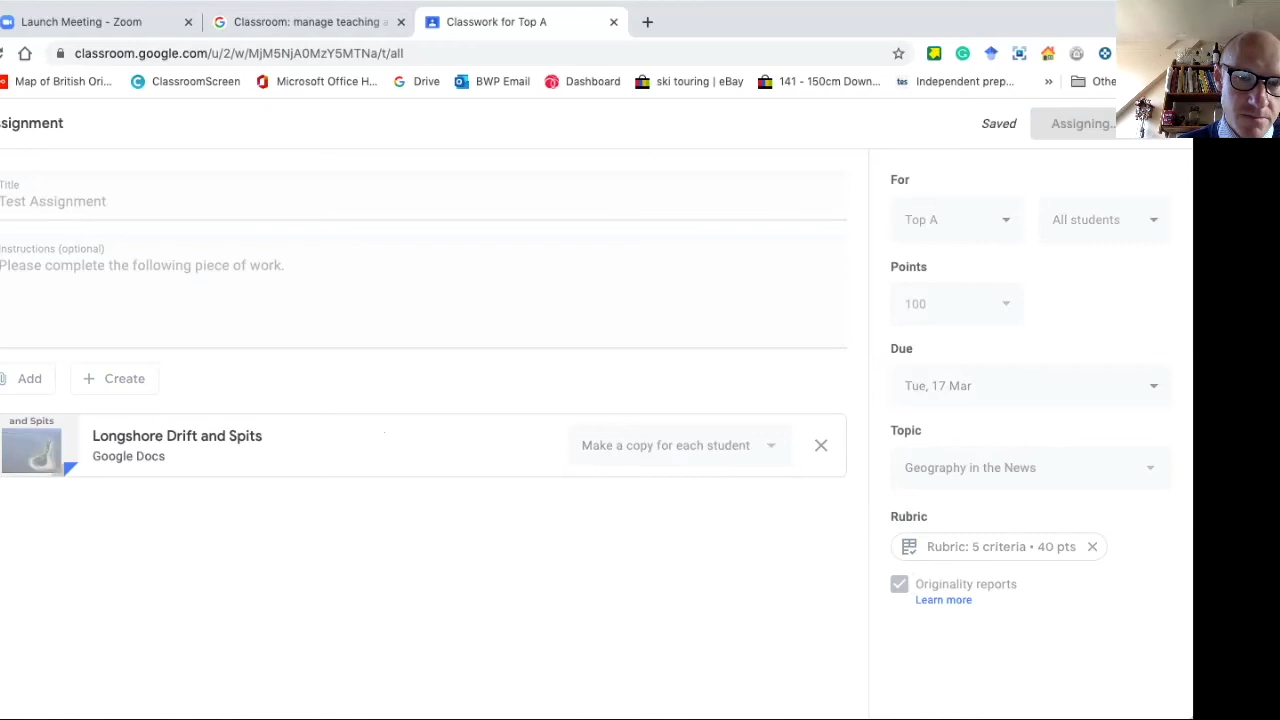 Launch Meeting - Zoom
Classroom: manage teaching a
Classwork for Top A
classroom.google.com/u/2/w/MjM5NjA0MzY5MTNa/t/all
Map of British Ori...
ClassroomScreen
Microsoft Office H...
Drive
BWP Email
Dashboard
ski touring | eBay
141 - 150cm Down...
tes
Independent prep...
»
Othe
ssignment
Saved
Assigning...
Title
Test Assignment
Instructions (optional)
Please complete the following piece of work.
Add
Create
and Spits
Longshore Drift and Spits
Google Docs
Make a copy for each student
For
Top A
All students
Points
100
Due
Tue, 17 Mar
Topic
Geography in the News
Rubric
Rubric: 5 criteria • 40 pts
Originality reports
Learn more